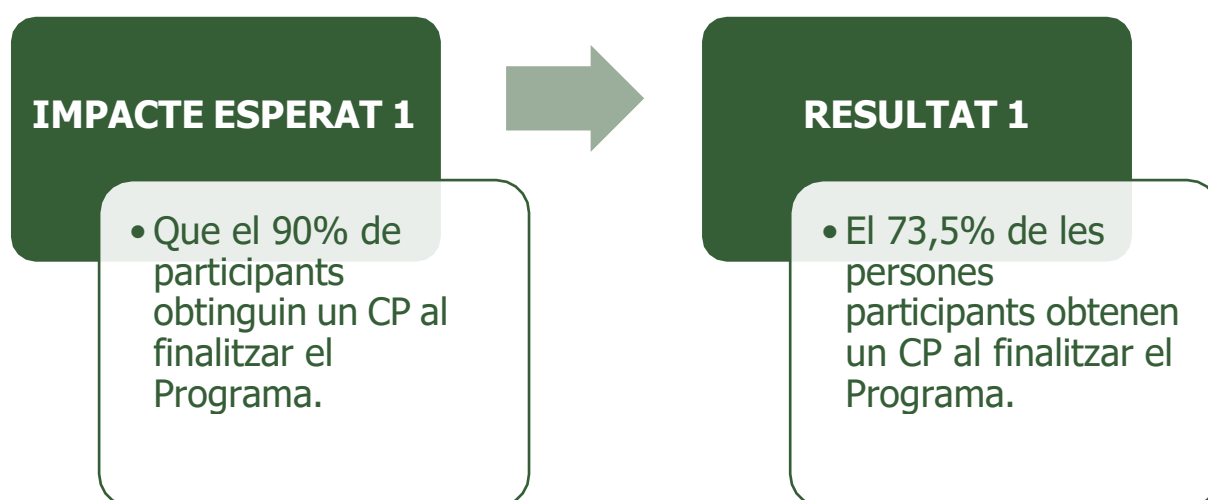 IMPACTE ESPERAT 1
• Que el 90% de
participants
obtinguin un CP al
finalitzar el
Programa.
RESULTAT 1
• El 73,5% de les
persones
participants obtenen
un CP al finalitzar el
Programa.